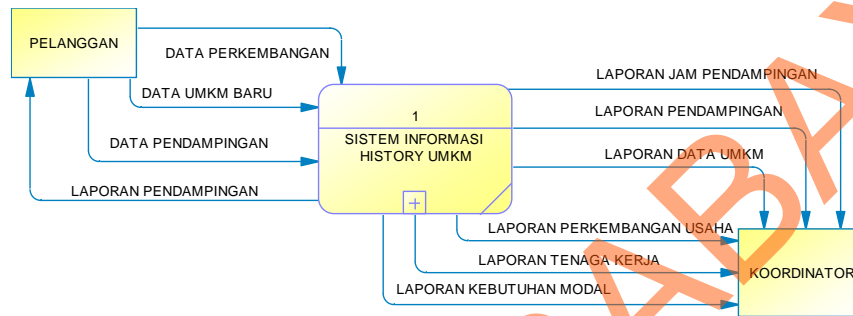 PELANGGAN
DATA PERKEMBANGAN
DATA UMKM BARU
DATA PENDAMPINGAN
LAPORAN PENDAMPINGAN
1
SISTEM INFORMASI
HISTORY UMKM
LAPORAN JAM PENDAMPINGAN
LAPORAN PENDAMPINGAN
LAPORAN DATA UMKM
LAPORAN PERKEMBANGAN USAHA
LAPORAN TENAGA KERJA
LAPORAN KEBUTUHAN MODAL
KOORDINATOR
ABA